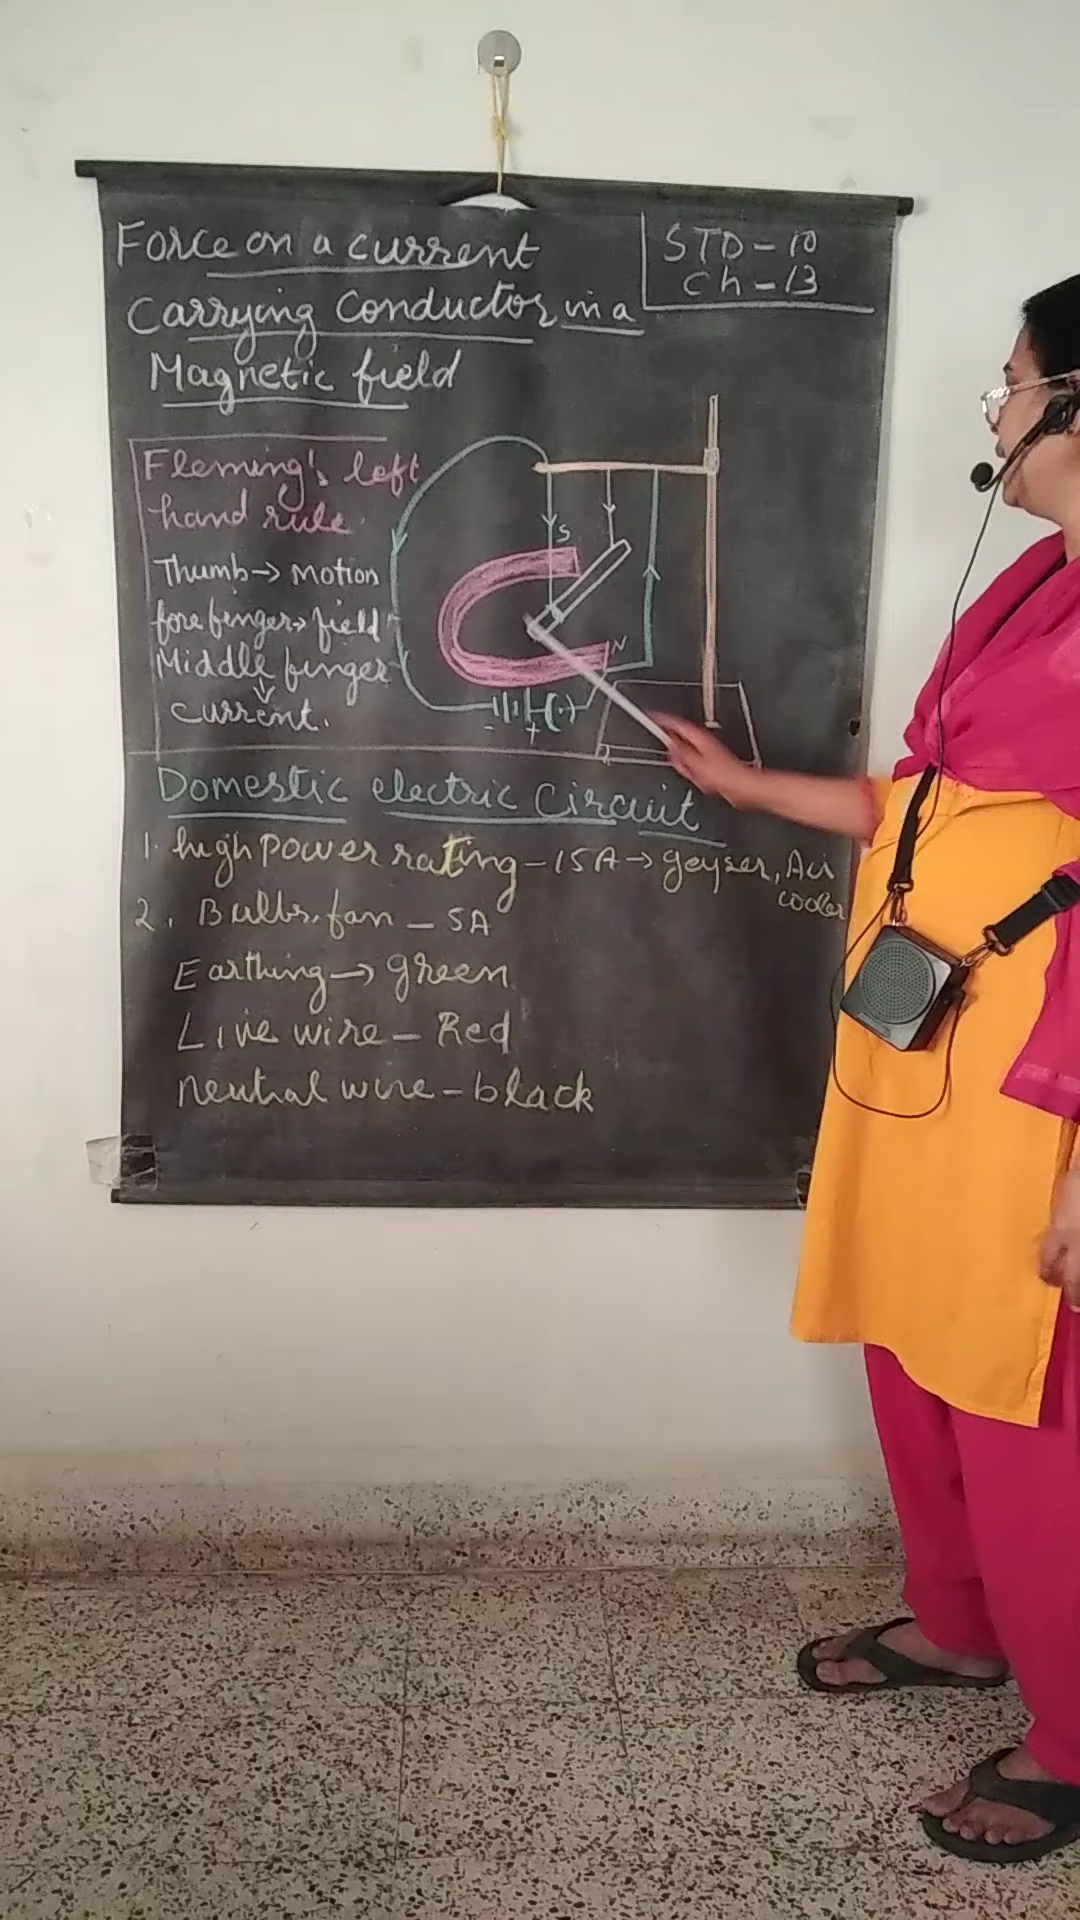 Force on a current
Carrying Conductor in a
Magnetic field
STD - 10
Ch - 13
Fleming's left
hand rule.
Thumb → Motion
fore finger → field
Middle finger
↓
current.
S
N
- +
Domestic electric Circuit
1. high power rating - 15A → geyser, Air
cooler
2. Bulbs, fan - 5A
Earthing → green
Live wire - Red
neutral wire - black